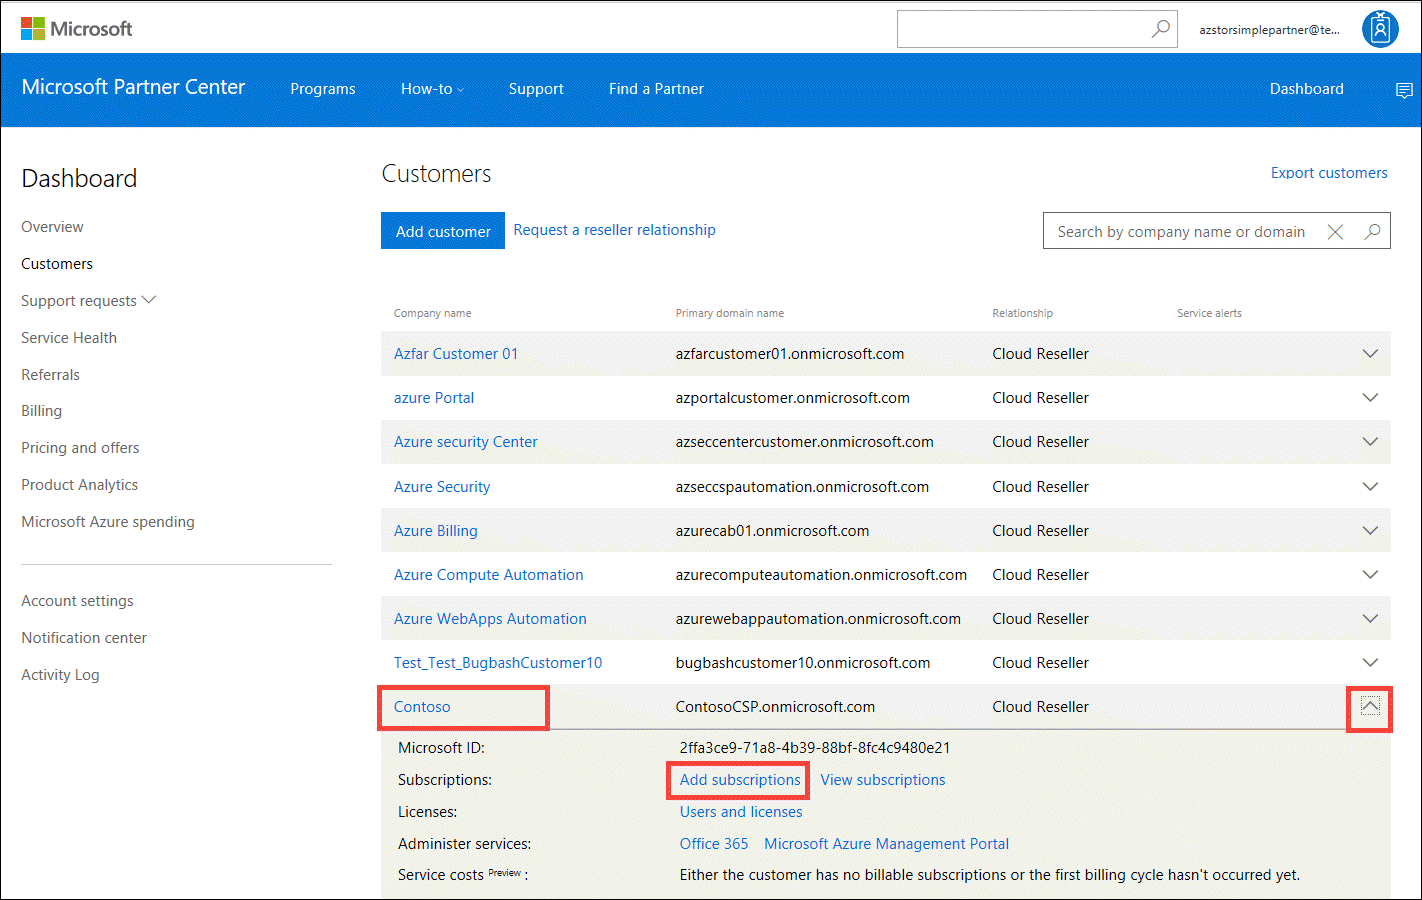 Microsoft
azstorsimplepartner@te...
Microsoft Partner Center Programs How-to Support Find a Partner Dashboard
Dashboard
Overview
Customers
Support requests
Service Health
Referrals
Billing
Pricing and offers
Product Analytics
Microsoft Azure spending
Account settings
Notification center
Activity Log
Customers
Export customers
Add customer Request a reseller relationship
Search by company name or domain
Company name Primary domain name Relationship Service alerts
Azfar Customer 01 azfarcustomer01.onmicrosoft.com Cloud Reseller
azure Portal azportalcustomer.onmicrosoft.com Cloud Reseller
Azure security Center azseccentercustomer.onmicrosoft.com Cloud Reseller
Azure Security azseccspautomation.onmicrosoft.com Cloud Reseller
Azure Billing azurecab01.onmicrosoft.com Cloud Reseller
Azure Compute Automation azurecomputeautomation.onmicrosoft.com Cloud Reseller
Azure WebApps Automation azurewebappautomation.onmicrosoft.com Cloud Reseller
Test_Test_BugbashCustomer10 bugbashcustomer10.onmicrosoft.com Cloud Reseller
Contoso ContosoCSP.onmicrosoft.com Cloud Reseller
Microsoft ID: 2ffa3ce9-71a8-4b39-88bf-8fc4c9480e21
Subscriptions: Add subscriptions View subscriptions
Licenses: Users and licenses
Administer services: Office 365 Microsoft Azure Management Portal
Service costs Preview : Either the customer has no billable subscriptions or the first billing cycle hasn't occurred yet.